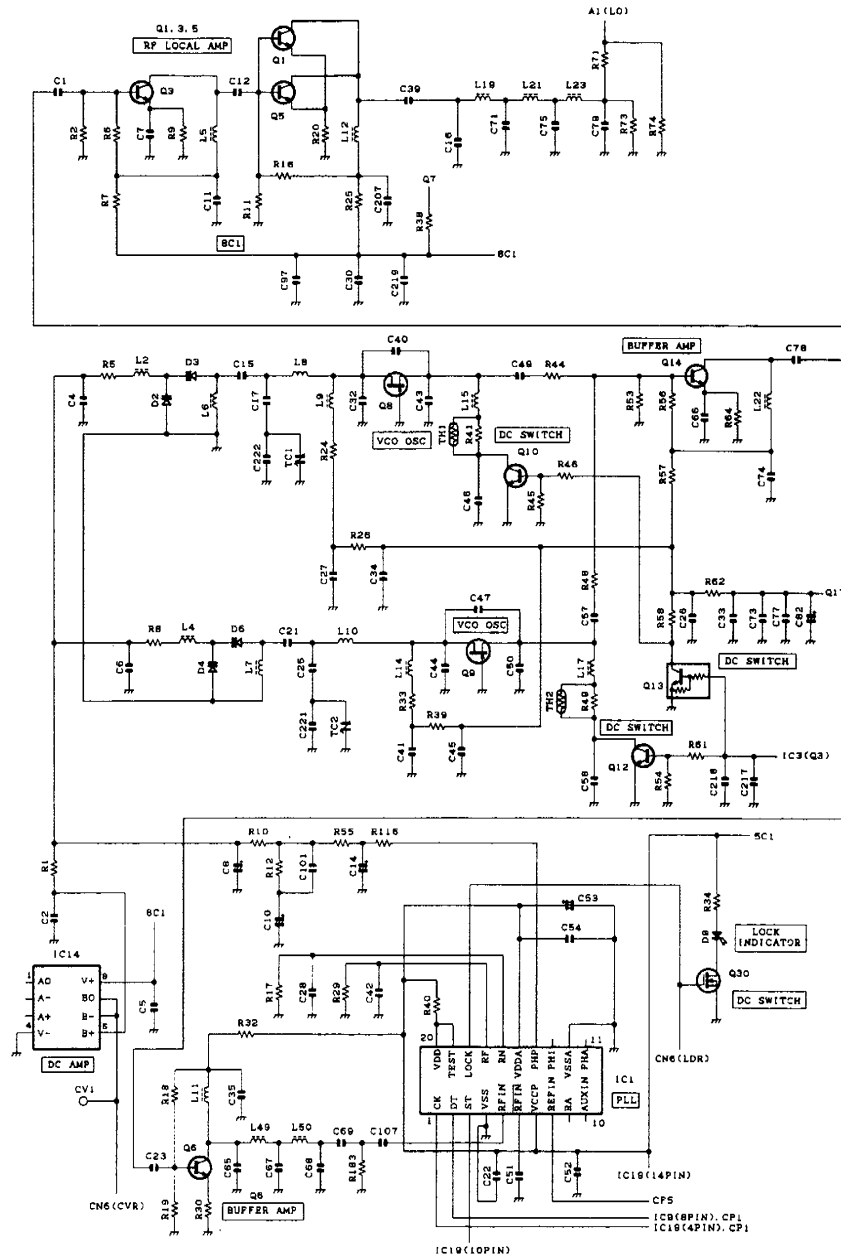 A1(LO)
Q1.3.5
RF LOCAL AMP
Q1
R71
C1
Q3
C12
Q5
C39
L19
L21
L23
R2
R6
C7
R9
L5
R20
L12
C16
C71
C75
C79
R73
R74
R16
Q7
R7
C11
R11
R25
C207
R38
8C1
8C1
C97
C30
C219
C40
BUFFER AMP
C78
R5
L2
D3
C15
L8
C49
R44
Q14
C4
D2
L6
C17
L9
C32
Q8
C43
L15
R53
R56
C66
R64
L22
VCO OSC
TH1
R41
DC SWITCH
C222
TC1
R24
Q10
R46
R57
C74
C46
R45
R26
C27
C34
R48
R62
Q17
C47
C57
R58
C26
C33
C73
C77
C82
R8
L4
D6
C21
L10
VCO OSC
C6
D4
L7
C25
L14
C44
Q9
C50
L17
DC SWITCH
Q13
R33
TH2
R49
C221
TC2
R39
DC SWITCH
C41
C45
R61
IC3(Q3)
Q12
C58
R54
C216
C217
R1
R10
R55
R116
5C1
C8
R12
C101
C14
C2
C10
C53
R34
8C1
C54
D9
LOCK
INDICATOR
IC14
Q30
DC SWITCH
1
A0
V+
8
A-
B0
A+
B-
4
V-
B+
5
C5
R17
C28
R29
C42
R40
DC AMP
R32
20
11
CN6(LDR)
VDD
TEST
LOCK
RF
RN
VDDA
PHP
PHI
VSSA
PHA
IC1
PLL
CK
DT
ST
VSS
RFIN
RFIN
VCCP
REFIN
RA
AUXIN
1
10
CV1
R18
L11
C35
C23
Q6
L49
L50
C69
C107
C65
C67
C68
R183
C22
C51
C52
IC19(14PIN)
Q6
BUFFER AMP
R19
R30
CN6(CVR)
CFS
IC9(8PIN).CP1
IC19(4PIN).CP1
IC19(10PIN)